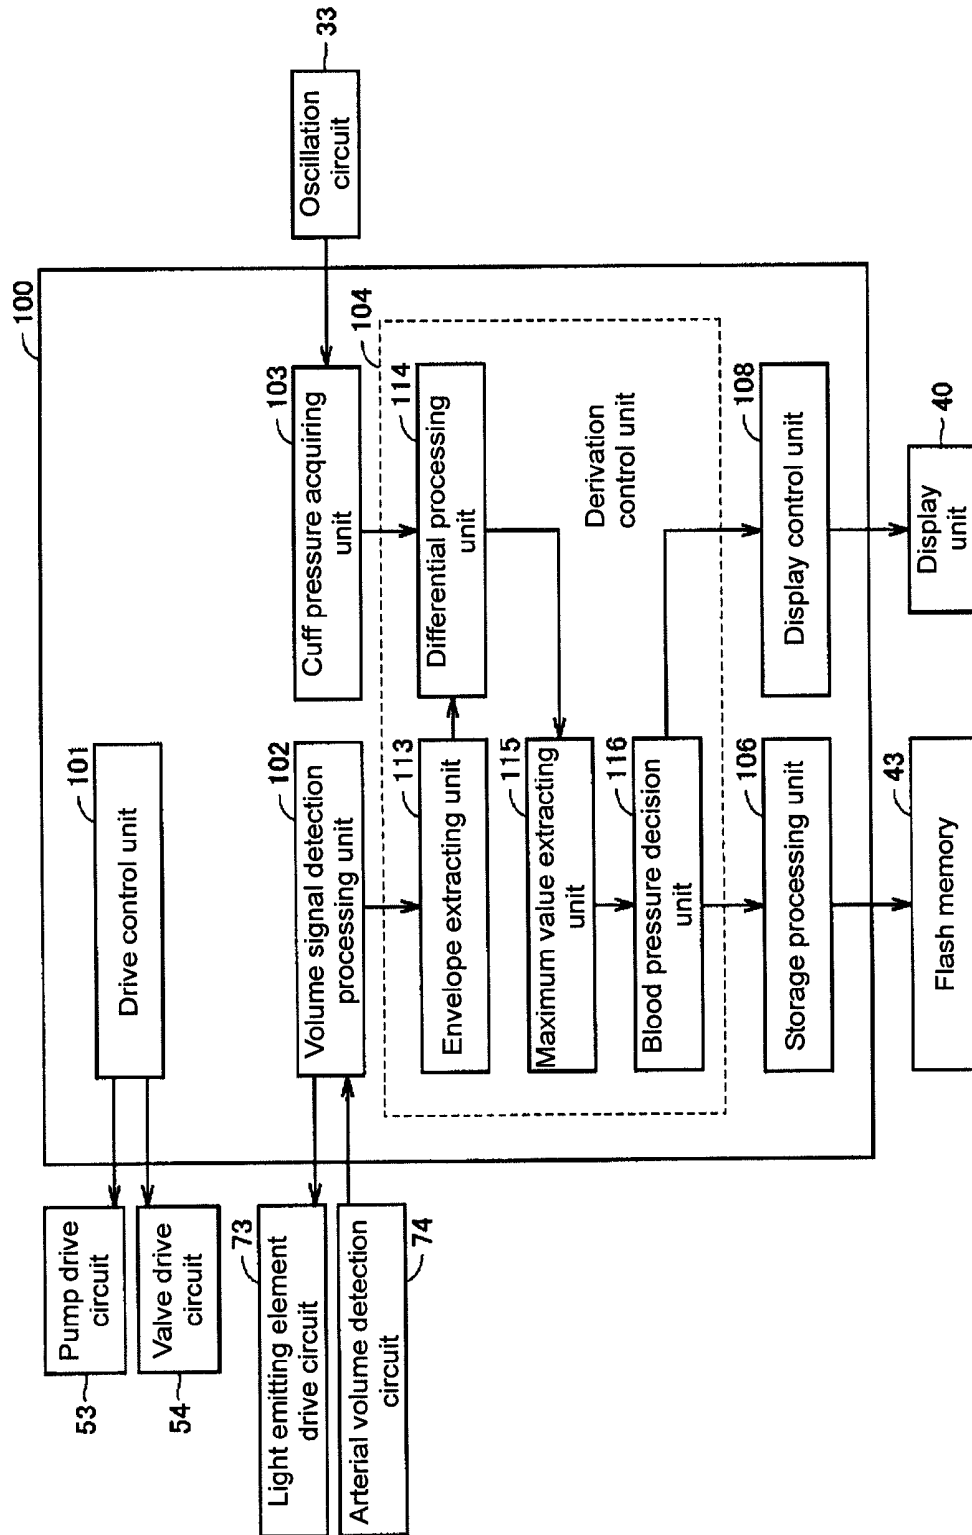 100
33
Oscillation
circuit
53
Pump drive
circuit
54
Valve drive
circuit
101
Drive control unit
73
Light emitting element
drive circuit
74
Arterial volume detection
circuit
102
Volume signal detection
processing unit
103
Cuff pressure acquiring
unit
104
113
Envelope extracting unit
114
Differential processing
unit
115
Maximum value extracting
unit
Derivation
control unit
116
Blood pressure decision
unit
106
Storage processing unit
108
Display control unit
43
Flash memory
40
Display
unit